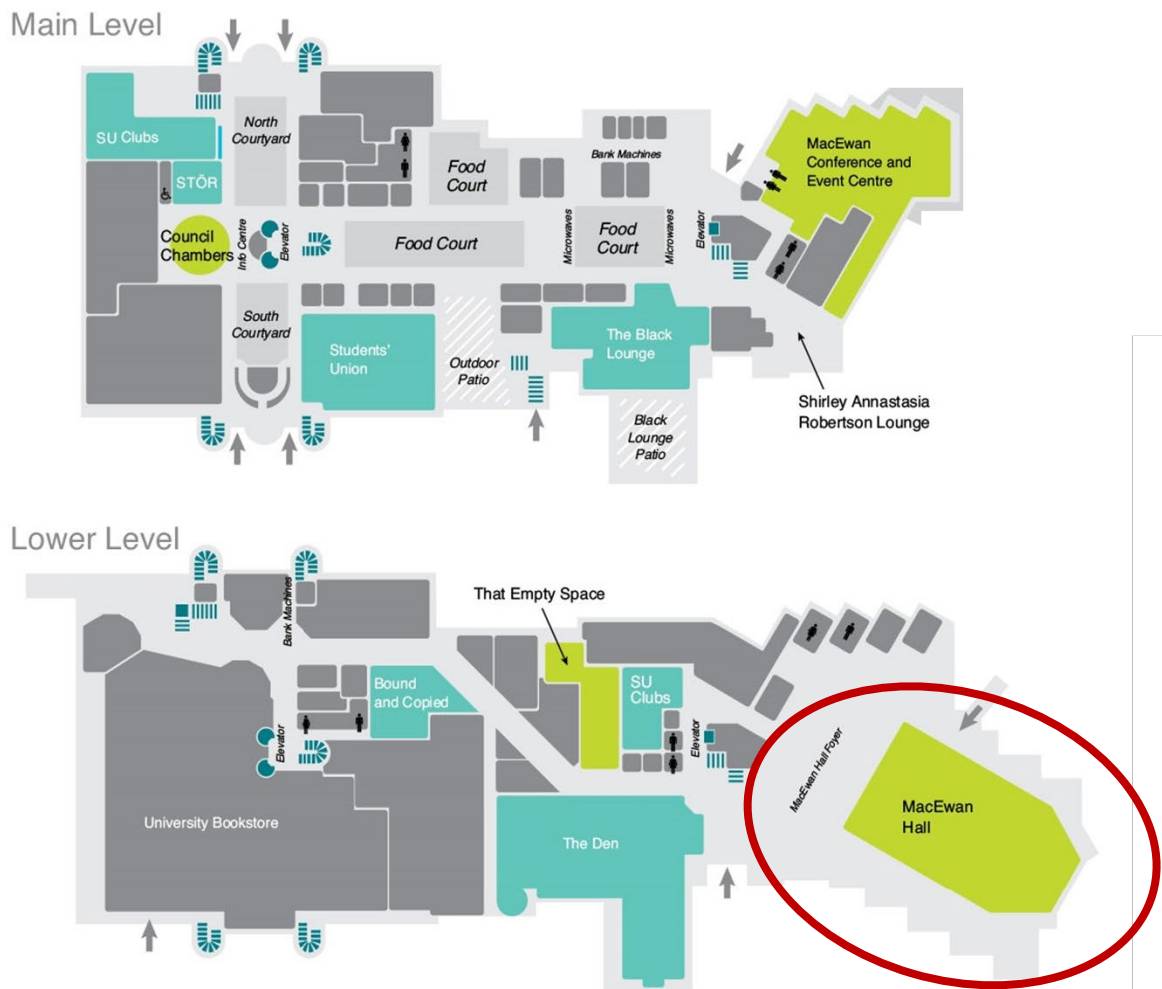 Main Level
SU Clubs
North
Courtyard
STÖR
Council
Chambers
Info Centre
Elevator
South
Courtyard
Students'
Union
Food
Court
Food Court
Outdoor
Patio
Bank Machines
Microwaves
Food
Court
Microwaves
Elevator
The Black
Lounge
Black
Lounge
Patio
MacEwan
Conference and
Event Centre
Shirley Annastasia
Robertson Lounge
Lower Level
Bank Machines
That Empty Space
Bound
and Copied
SU
Clubs
Elevator
Elevator
University Bookstore
The Den
MacEwan Hall Foyer
MacEwan
Hall